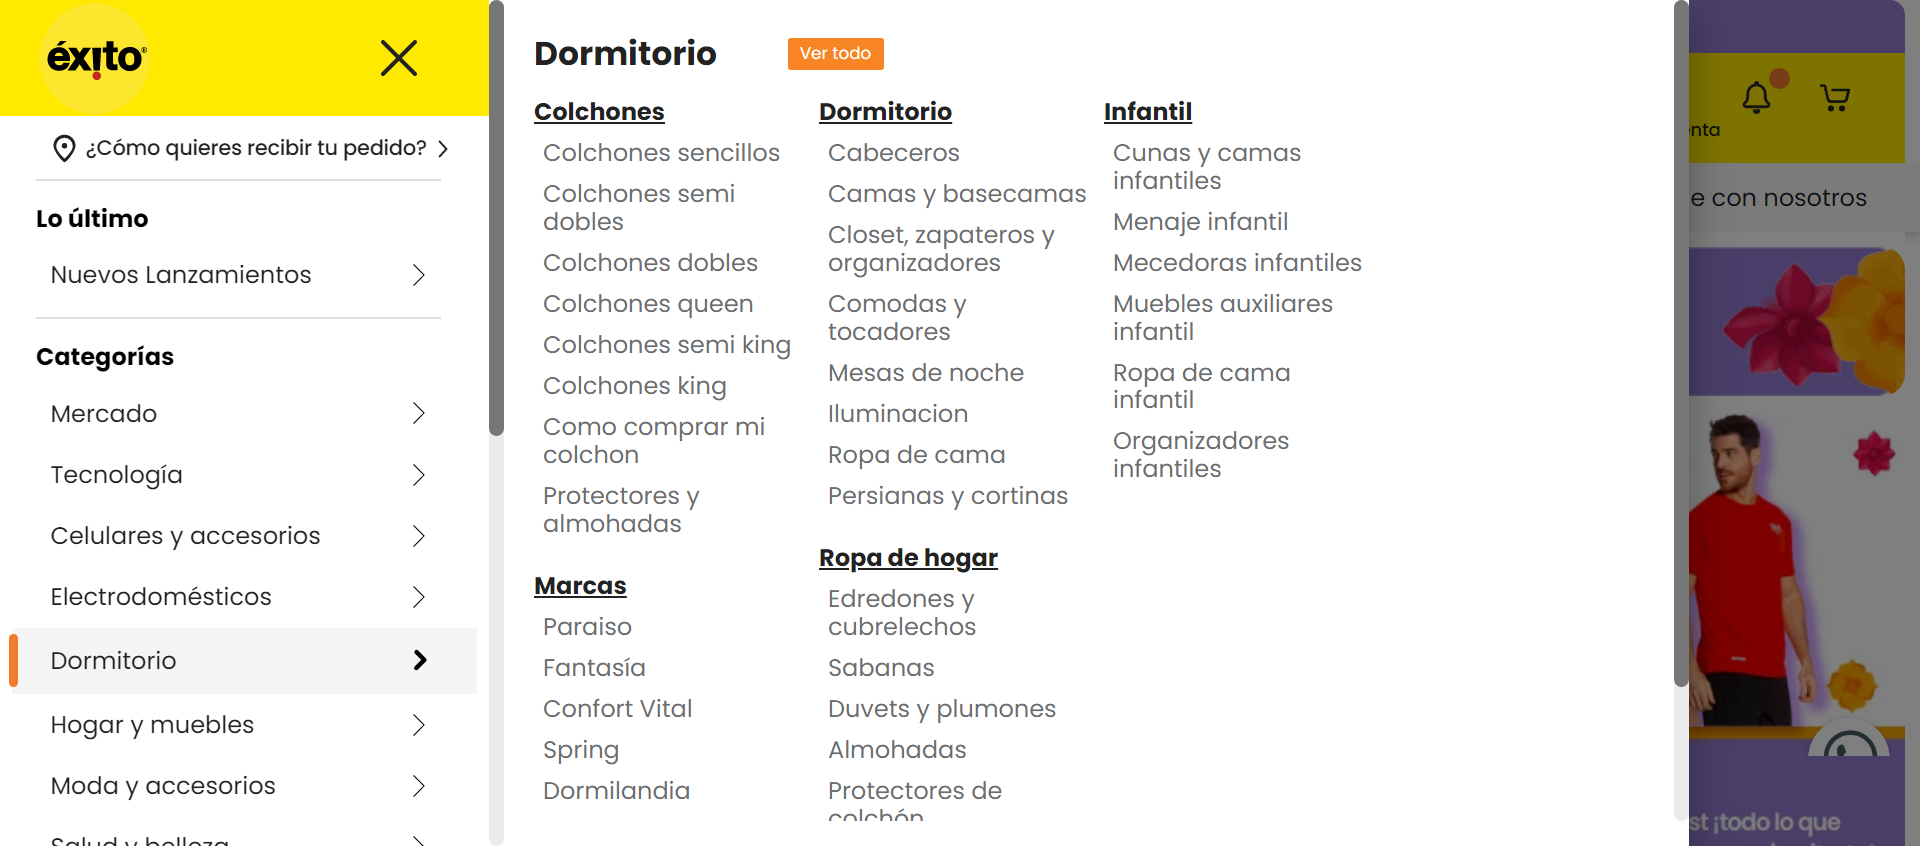 éxito®
¿Cómo quieres recibir tu pedido?
Lo último
Nuevos Lanzamientos
Categorías
Mercado
Tecnología
Celulares y accesorios
Electrodomésticos
Dormitorio
Hogar y muebles
Moda y accesorios
Salud y belleza
Dormitorio
Ver todo
Colchones
Colchones sencillos
Colchones semi
dobles
Colchones dobles
Colchones queen
Colchones semi king
Colchones king
Como comprar mi
colchon
Protectores y
almohadas
Marcas
Paraiso
Fantasía
Confort Vital
Spring
Dormilandia
Dormitorio
Cabeceros
Camas y basecamas
Closet, zapateros y
organizadores
Comodas y
tocadores
Mesas de noche
Iluminacion
Ropa de cama
Persianas y cortinas
Ropa de hogar
Edredones y
cubrelechos
Sabanas
Duvets y plumones
Almohadas
Protectores de
colchón
Infantil
Cunas y camas
infantiles
Menaje infantil
Mecedoras infantiles
Muebles auxiliares
infantil
Ropa de cama
infantil
Organizadores
infantiles
enta
e con nosotros
st ¡todo lo que